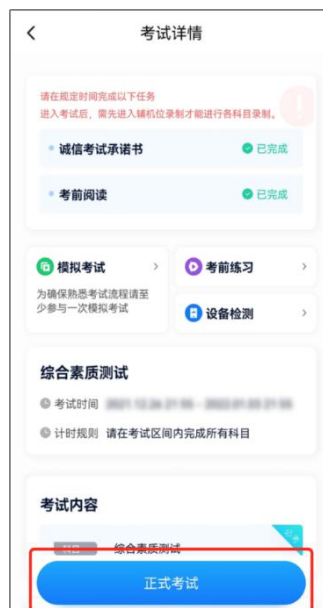 考试详情
请在规定时间完成以下任务
进入考试后,需先进入辅机位录制才能进行各科目录制。
诚信考试承诺书
已完成
考前阅读
已完成
模拟考试
为确保熟悉考试流程请至
少参与一次模拟考试
考前练习
设备检测
综合素质测试
考试时间
计时规则 请在考试区间内完成所有科目
考试内容
综合素质测试
正式考试